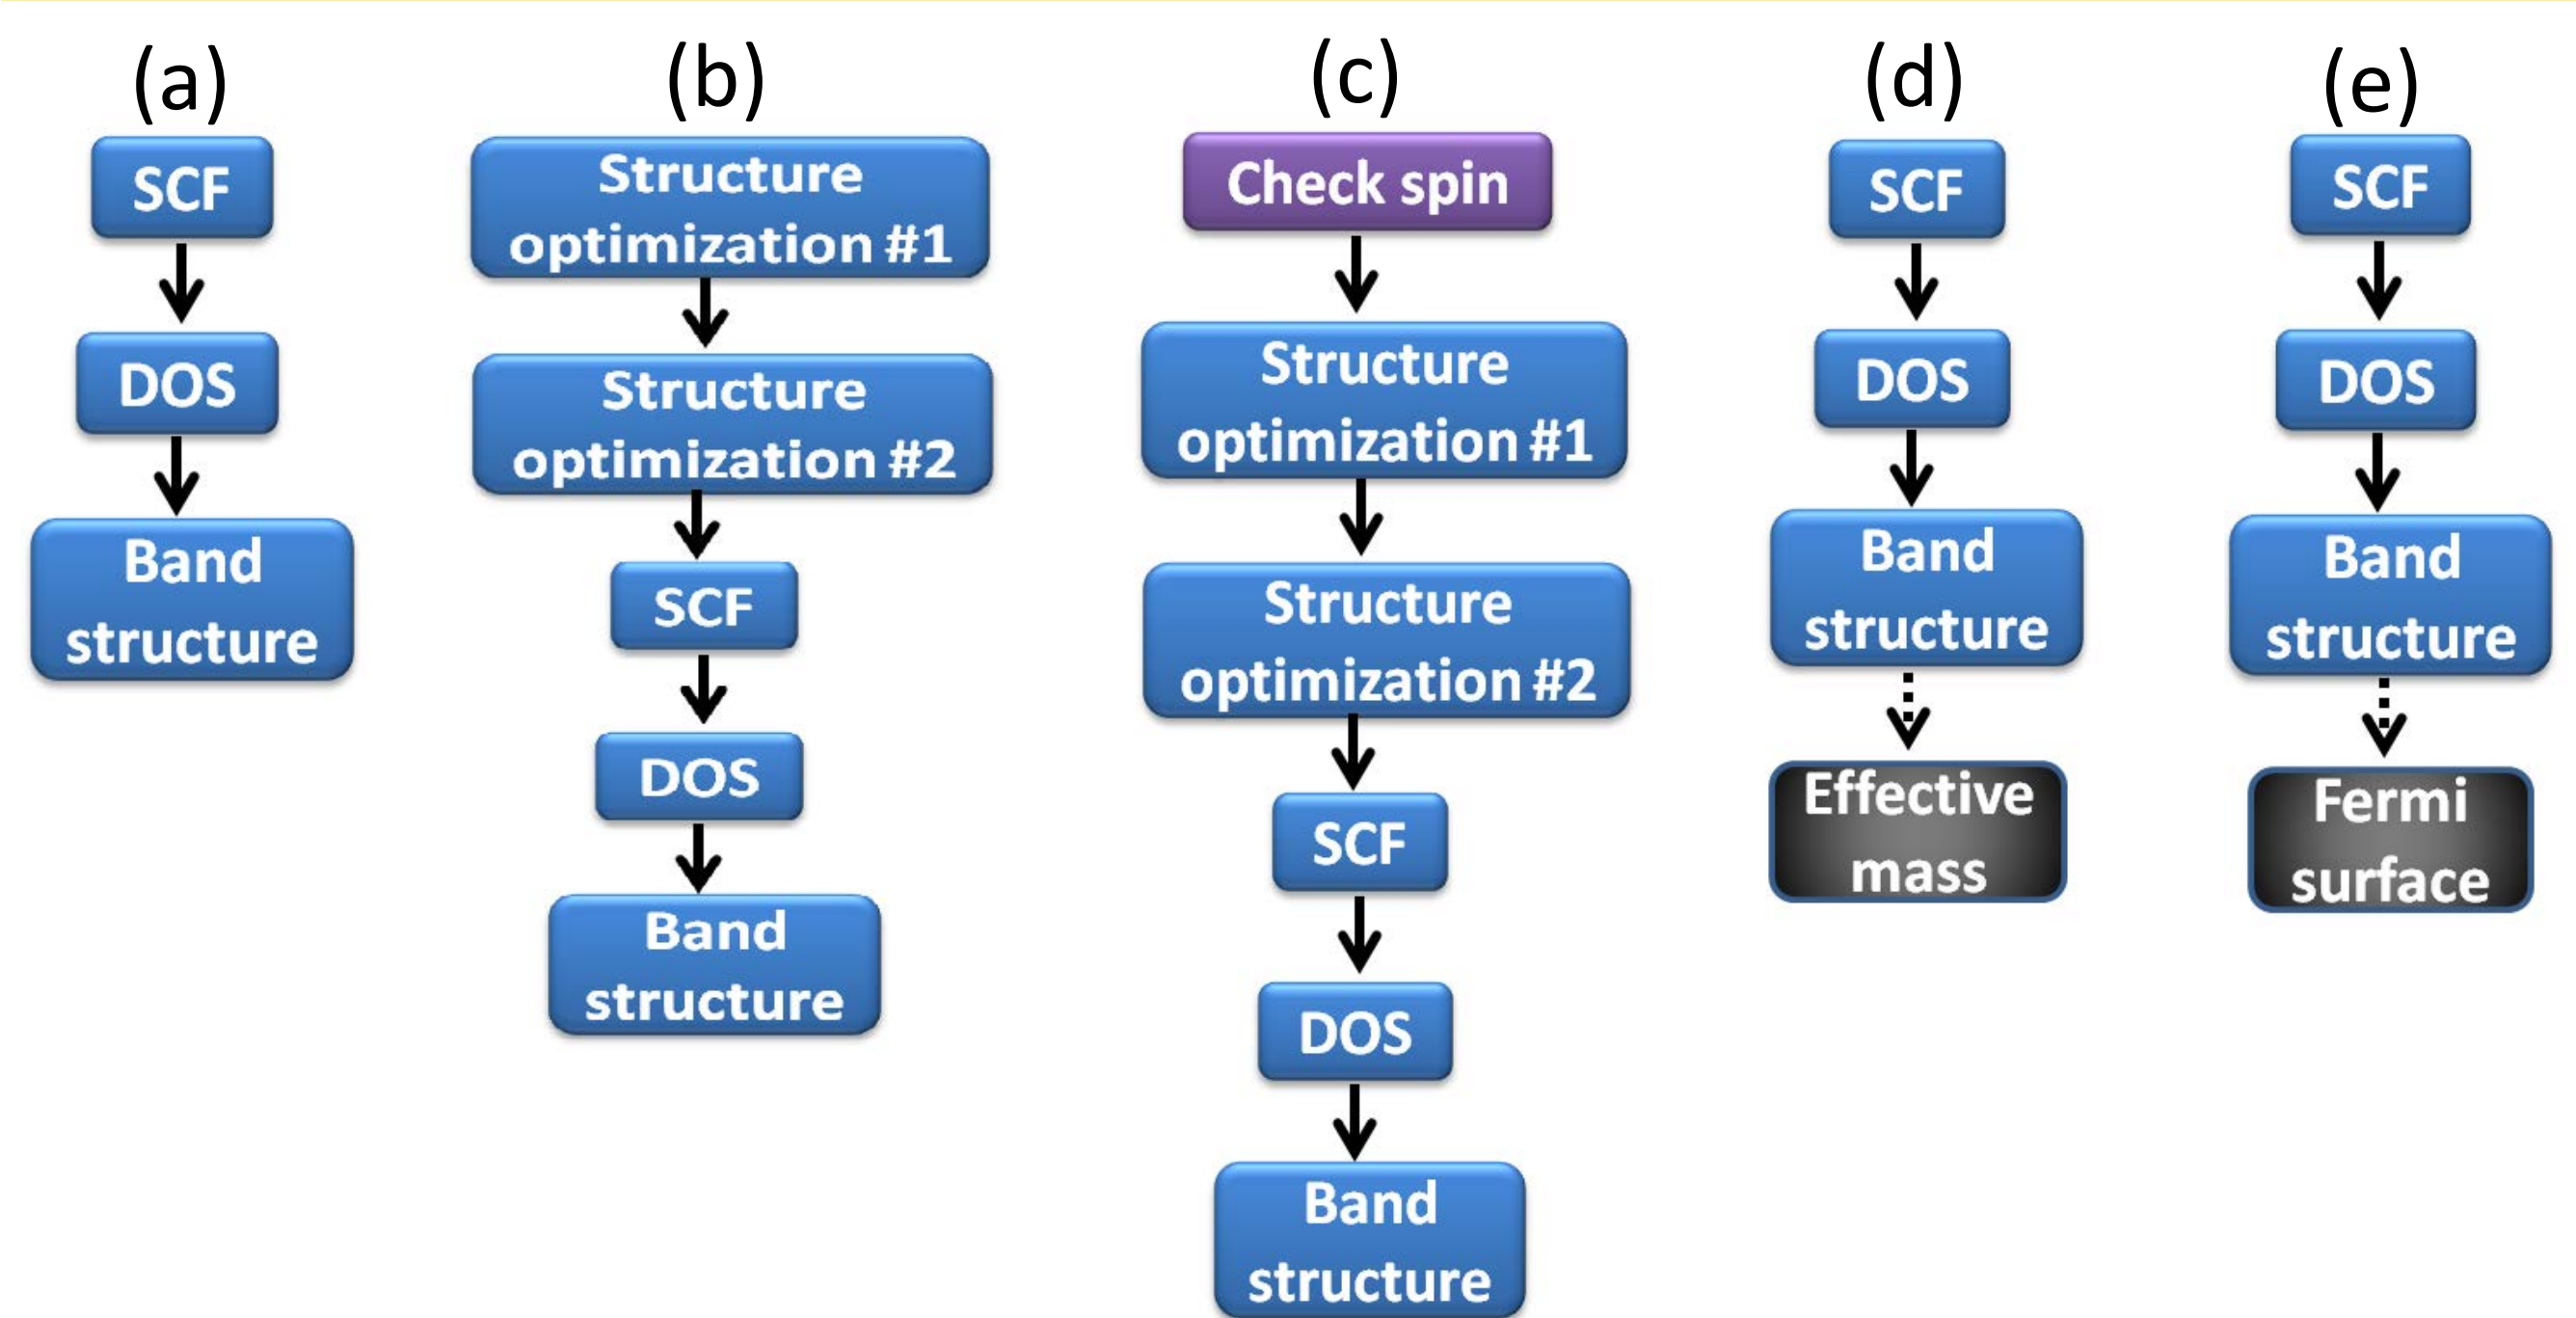 (a)
SCF
DOS
Band
structure
(b)
Structure
optimization #1
Structure
optimization #2
SCF
DOS
Band
structure
(c)
Check spin
Structure
optimization #1
Structure
optimization #2
SCF
DOS
Band
structure
(d)
SCF
DOS
Band
structure
Effective
mass
(e)
SCF
DOS
Band
structure
Fermi
surface